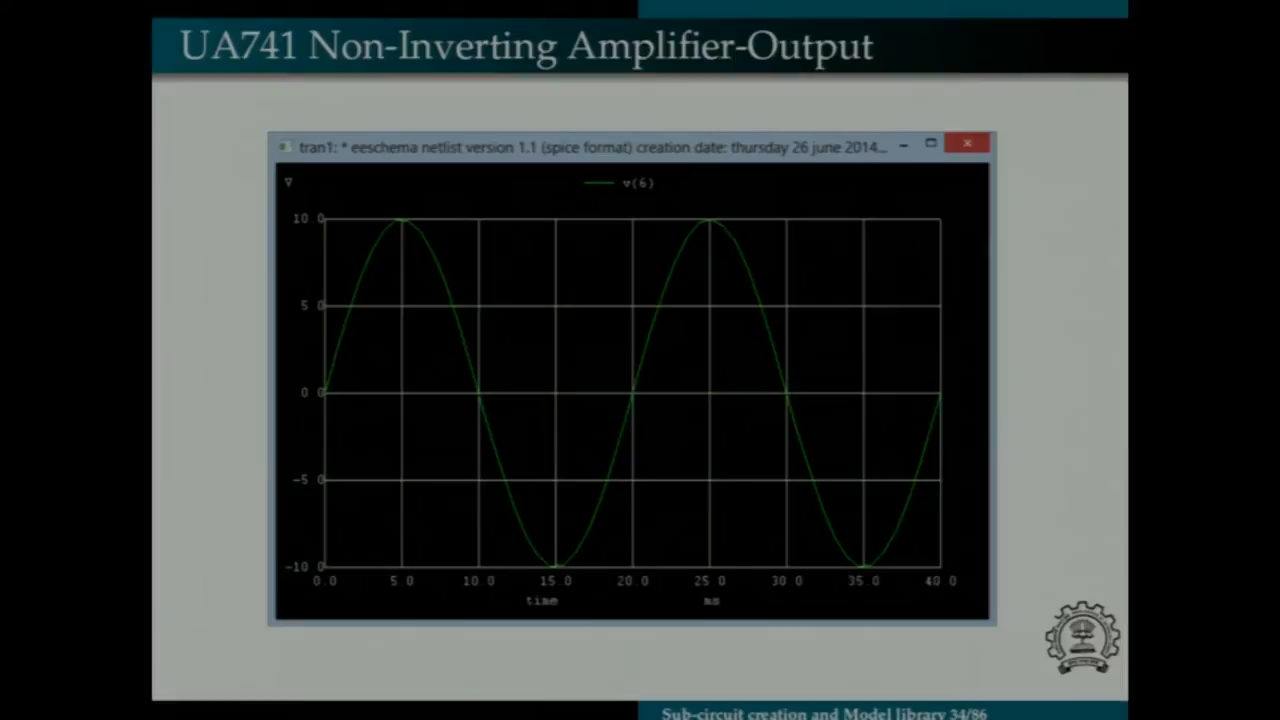 UA741 Non-Inverting Amplifier-Output
tran1: * eeschema netlist version 1.1 (spice format) creation date: thursday 26 june 2014...
V
v(6)
10.0
5.0
0.0
-5.0
-10.0
0.0 5.0 10.0 15.0 20.0 25.0 30.0 35.0 40.0
time ms
Sub-circuit creation and Model library 34/86